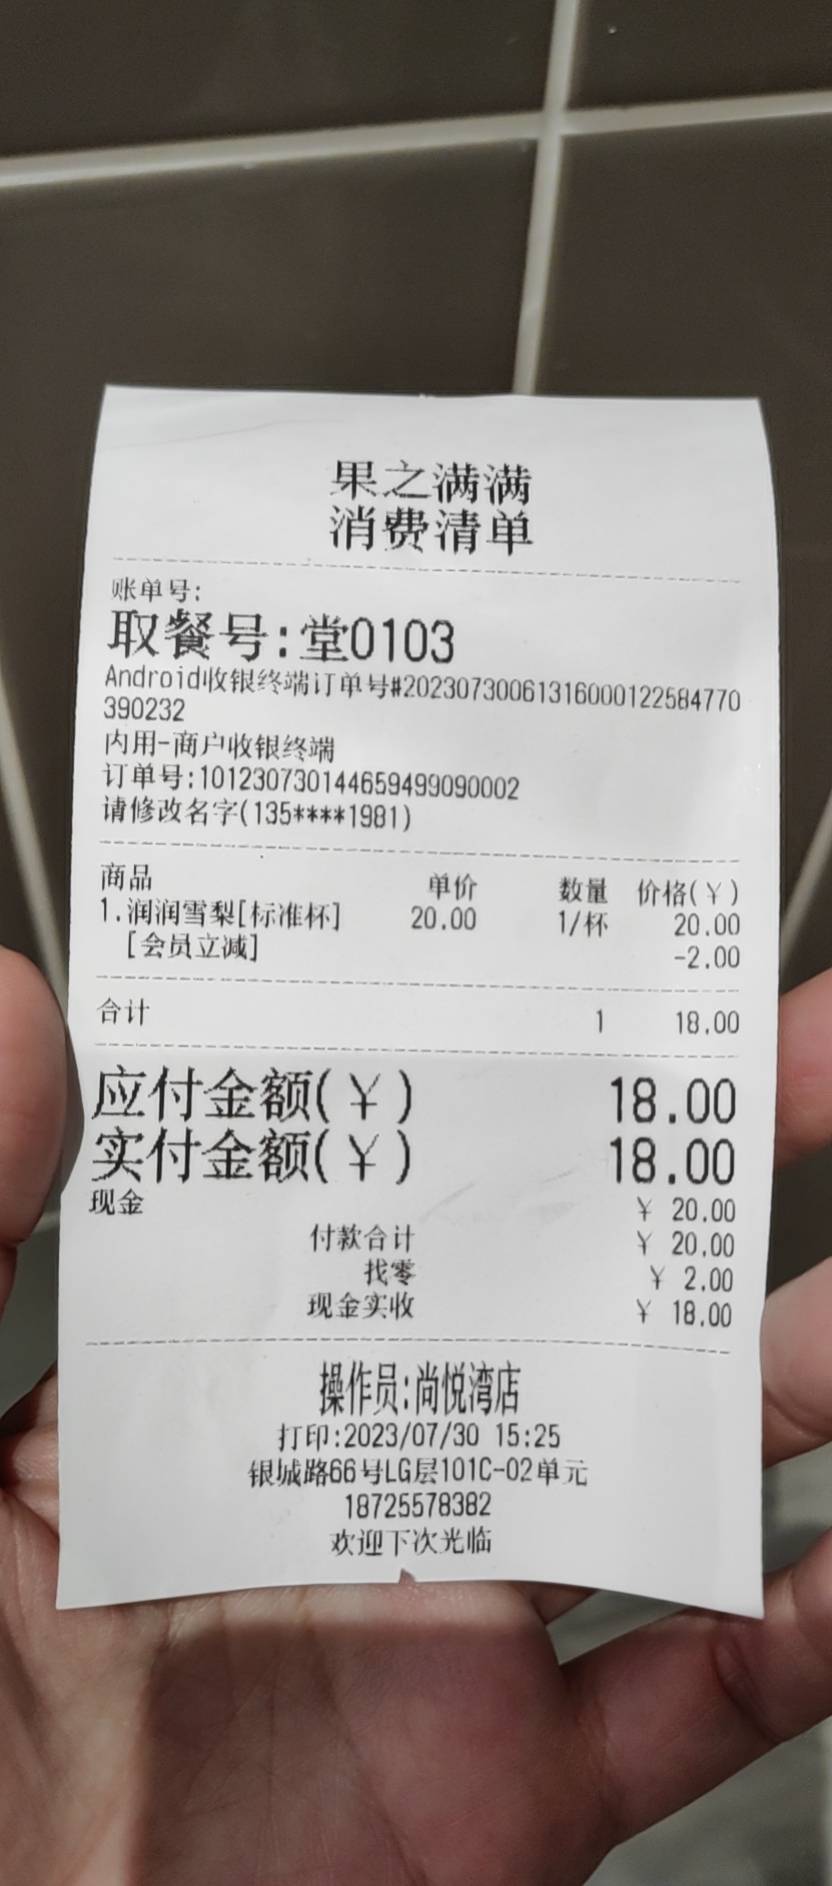 果之满满
消费清单
账单号:
取餐号:堂0103
Android收银终端订单号#20230730061316000122584770
390232
内用-商户收银终端
订单号:101230730144659499090002
请修改名字(135****1981)
商品 单价 数量 价格(¥)
1.润润雪梨[标准杯] 20.00 1/杯 20.00
[会员立减] -2.00
合计 1 18.00
应付金额(¥) 18.00
实付金额(¥) 18.00
现金 ¥ 20.00
付款合计 ¥ 20.00
找零 ¥ 2.00
现金实收 ¥ 18.00
操作员:尚悦湾店
打印:2023/07/30 15:25
银城路66号LG层101C-02单元
18725578382
欢迎下次光临